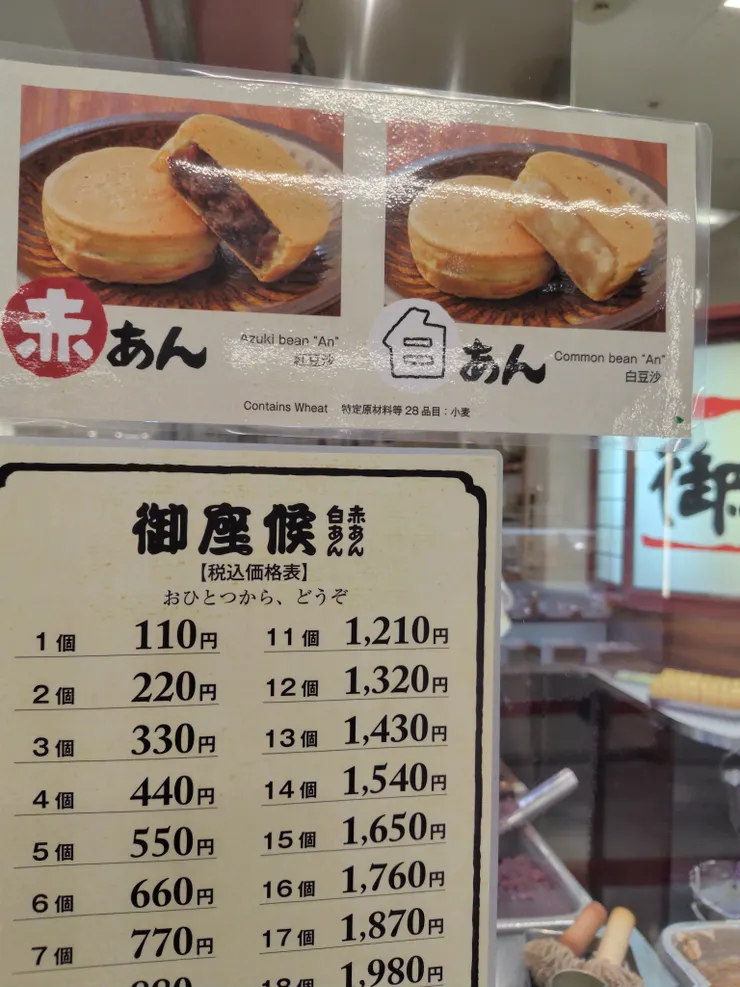 赤あん
Azuki bean "An"
紅豆沙
白あん
Common bean "An"
白豆沙
Contains Wheat 特定原材料等28品目：小麦
御座候 赤あん 白あん
【税込価格表】
おひとつから、どうぞ
1個 110円
2個 220円
3個 330円
4個 440円
5個 550円
6個 660円
7個 770円
11個 1,210円
12個 1,320円
13個 1,430円
14個 1,540円
15個 1,650円
16個 1,760円
17個 1,870円
18個 1,980円
御